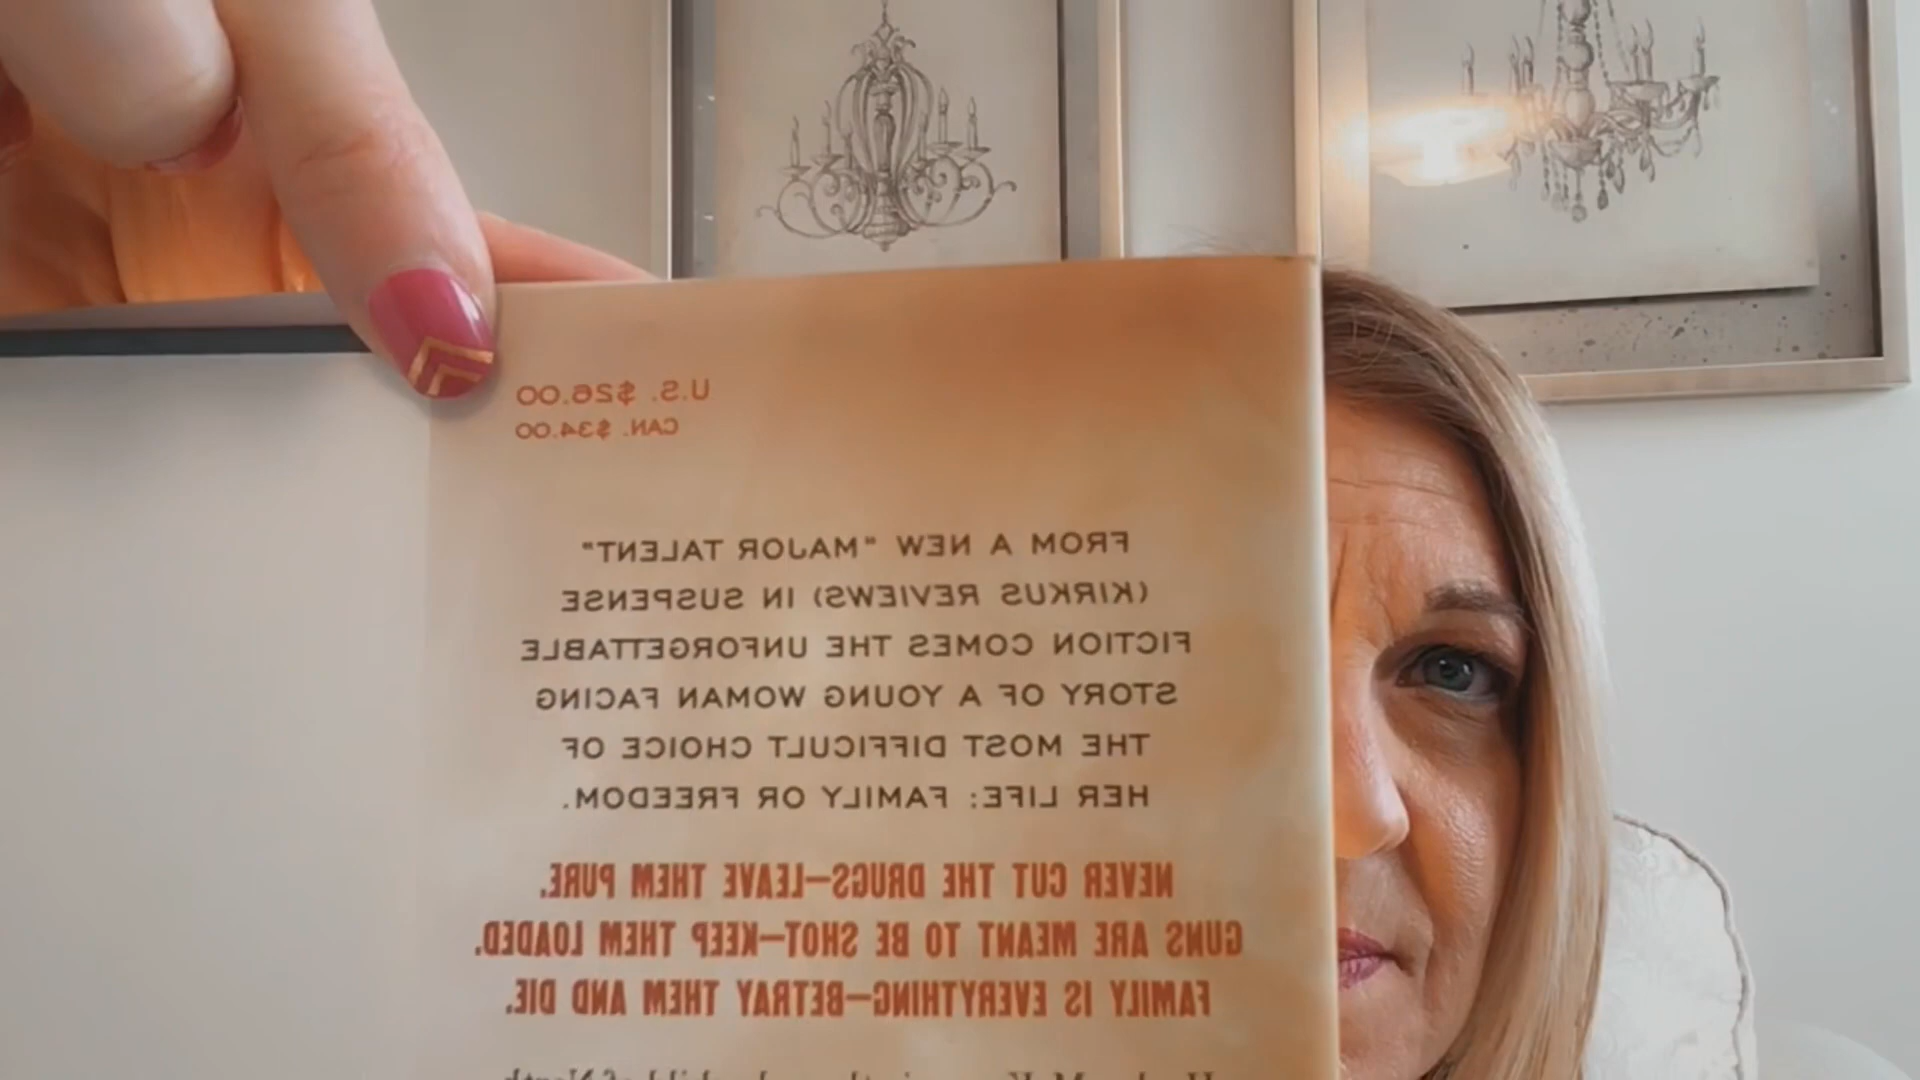 U.S. $26.00
CAN. $34.00
FROM A NEW "MAJOR TALENT"
(KIRKUS REVIEWS) IN SUSPENSE
FICTION COMES THE UNFORGETTABLE
STORY OF A YOUNG WOMAN FACING
THE MOST DIFFICULT CHOICE OF
HER LIFE: FAMILY OR FREEDOM.
NEVER CUT THE DRUGS—LEAVE THEM PURE.
GUNS ARE MEANT TO BE SHOT—KEEP THEM LOADED.
FAMILY IS EVERYTHING—BETRAY THEM AND DIE.